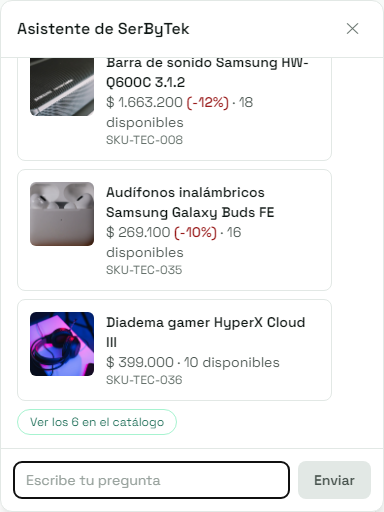 Asistente de SerByTek
Barra de sonido Samsung HW-
Q600C 3.1.2
$ 1.663.200 (-12%) · 18
disponibles
SKU-TEC-008
Audífonos inalámbricos
Samsung Galaxy Buds FE
$ 269.100 (-10%) · 16
disponibles
SKU-TEC-035
Diadema gamer HyperX Cloud
III
$ 399.000 · 10 disponibles
SKU-TEC-036
Ver los 6 en el catálogo
Escribe tu pregunta
Enviar